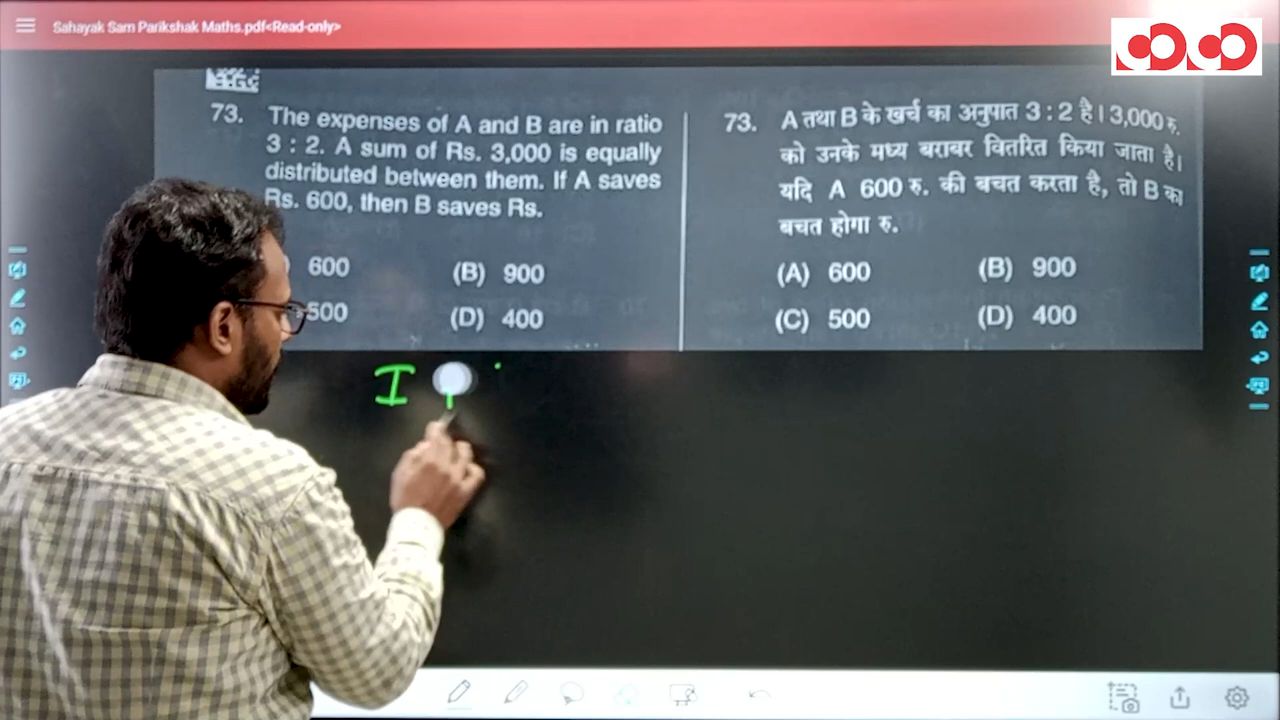 Sahayak Sam Parikshak Maths.pdf<Read-only>
73. The expenses of A and B are in ratio
3 : 2. A sum of Rs. 3,000 is equally
distributed between them. If A saves
Rs. 600, then B saves Rs.
600 (B) 900
500 (D) 400
73. A तथा B के खर्च का अनुपात 3 : 2 है। 3,000 रु.
को उनके मध्य बराबर वितरित किया जाता है।
यदि A 600 रु. की बचत करता है, तो B का
बचत होगा रु.
(A) 600 (B) 900
(C) 500 (D) 400
I